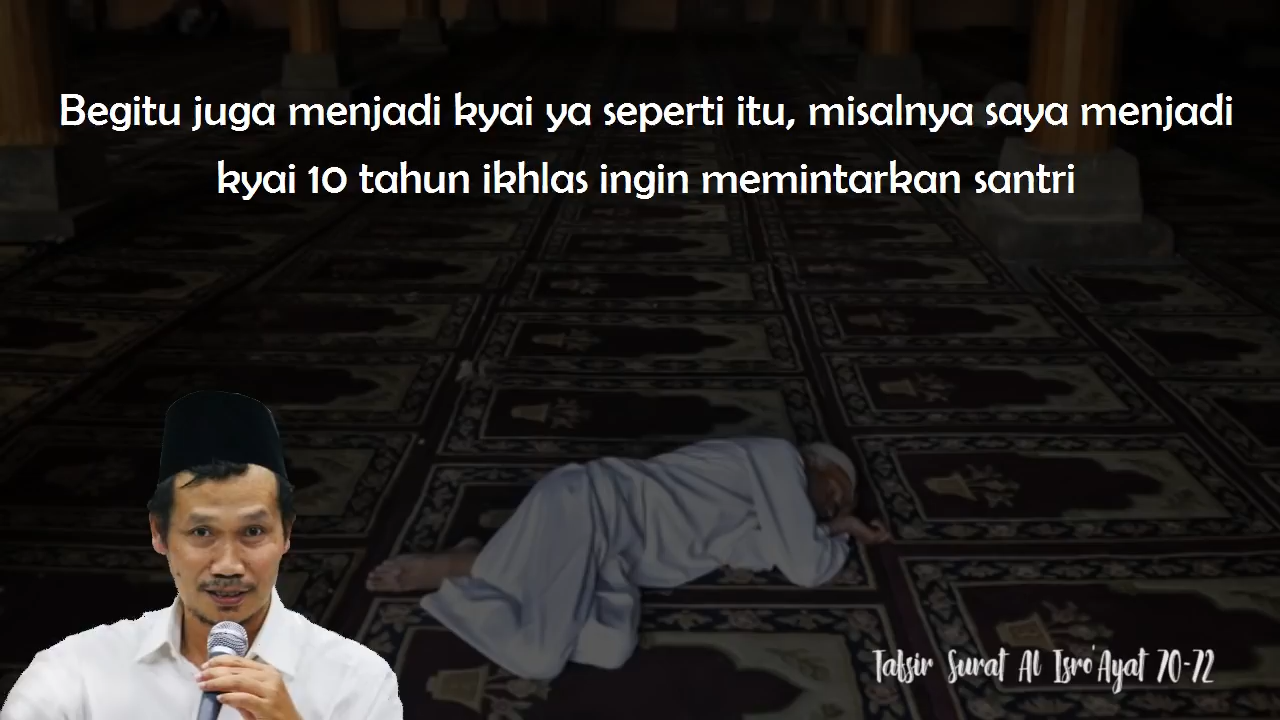 Begitu juga menjadi kyai ya seperti itu, misalnya saya menjadi
kyai 10 tahun ikhlas ingin memintarkan santri
Tafsir Surat Al Isro'Ayat 70-72